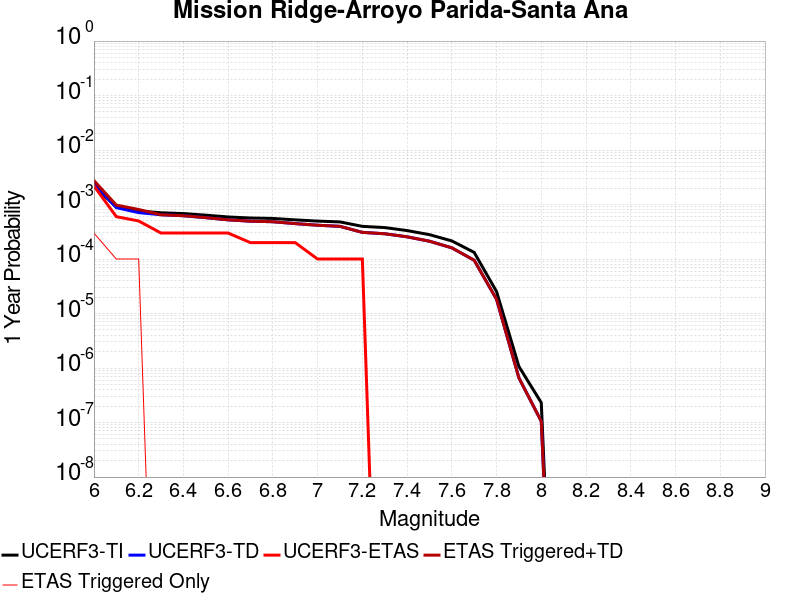 Mission Ridge-Arroyo Parida-Santa Ana
10^0
10^-1
10^-2
10^-3
10^-4
10^-5
10^-6
10^-7
10^-8
1 Year Probability
6 6.2 6.4 6.6 6.8 7 7.2 7.4 7.6 7.8 8 8.2 8.4 8.6 8.8 9
Magnitude
UCERF3-TI UCERF3-TD UCERF3-ETAS ETAS Triggered+TD
ETAS Triggered Only